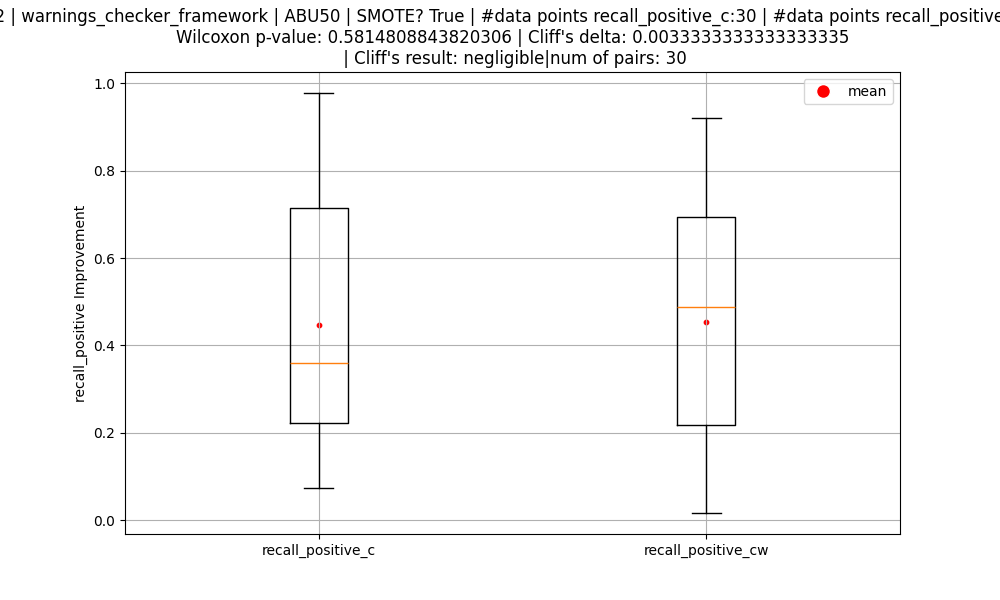 2 | warnings_checker_framework | ABU50 | SMOTE? True | #data points recall_positive_c:30 | #data points recall_positive
Wilcoxon p-value: 0.5814808843820306 | Cliff's delta: 0.0033333333333333335
| Cliff's result: negligible|num of pairs: 30
mean
1.0
0.8
0.6
0.4
0.2
0.0
recall_positive Improvement
recall_positive_c
recall_positive_cw